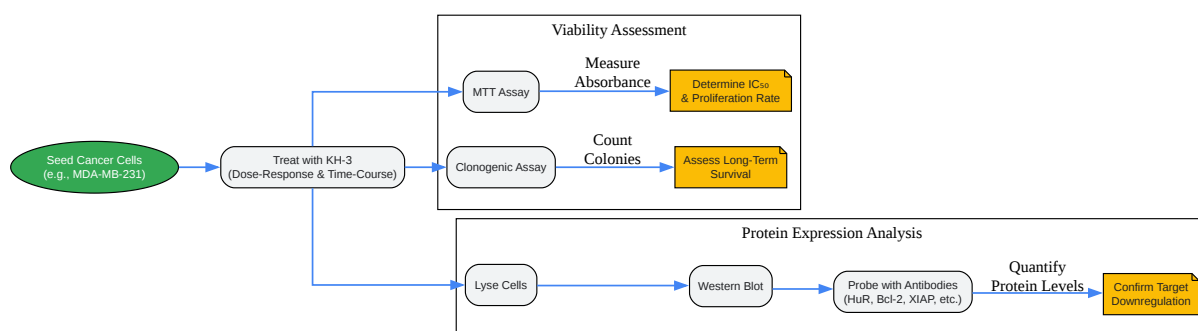 Viability Assessment
Measure
Absorbance
MTT Assay
Determine IC₅₀
& Proliferation Rate
Seed Cancer Cells
(e.g., MDA-MB-231)
Treat with KH-3
(Dose-Response & Time-Course)
Count
Colonies
Clonogenic Assay
Assess Long-Term
Survival
Protein Expression Analysis
Lyse Cells
Western Blot
Probe with Antibodies
(HuR, Bcl-2, XIAP, etc.)
Quantify
Protein Levels
Confirm Target
Downregulation